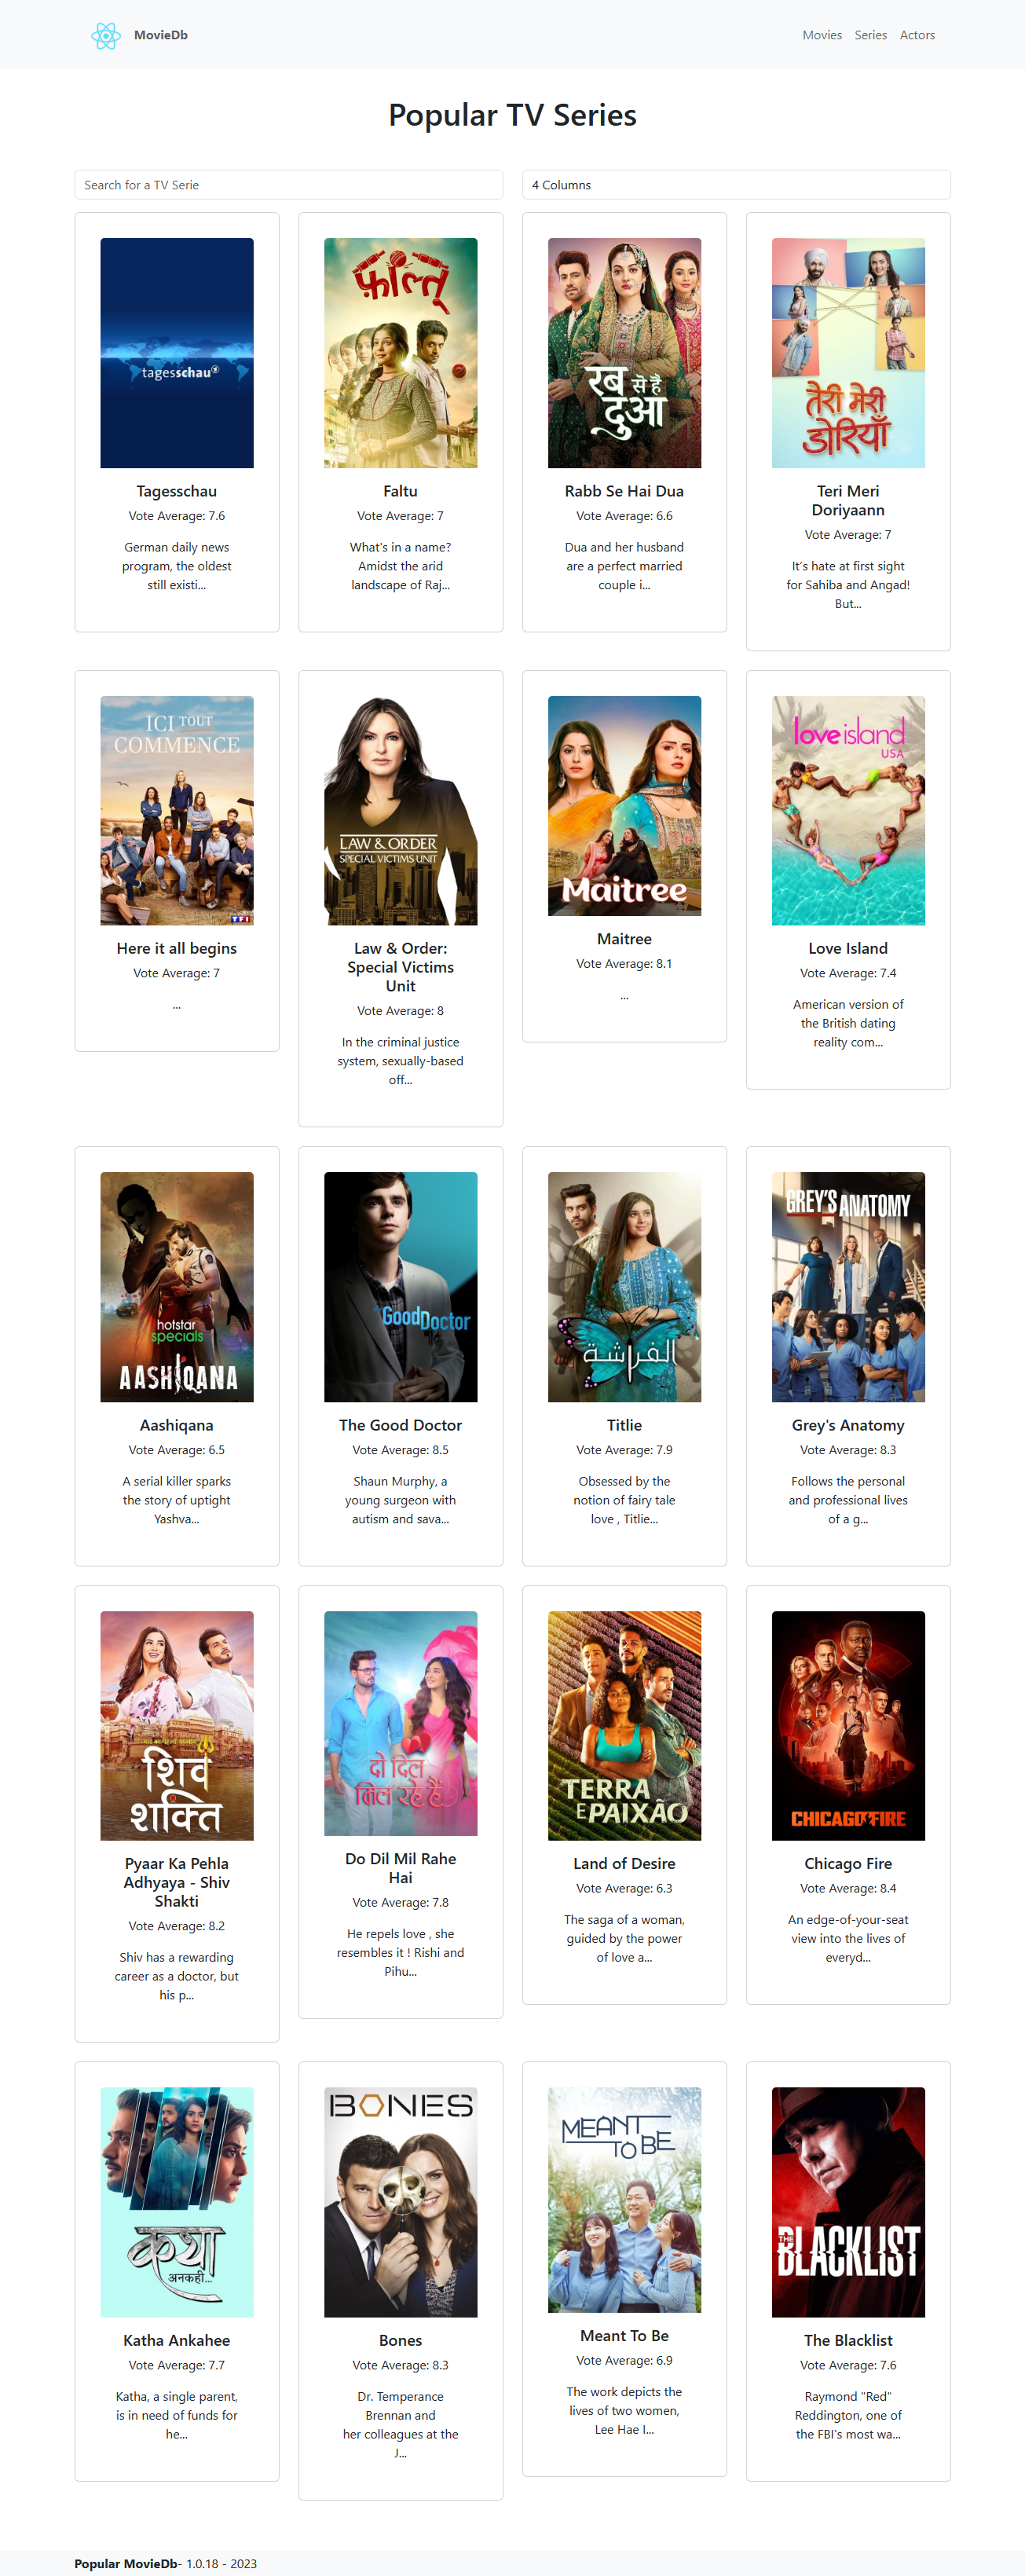 MovieDb
Movies Series Actors
Popular TV Series
Search for a TV Serie
4 Columns
tagesschau
फ़ालतू
रब से है
दुआ
तेरी मेरी
डोरियाँ
Tagesschau
Vote Average: 7.6
German daily news
program, the oldest
still existi...
Faltu
Vote Average: 7
What's in a name?
Amidst the arid
landscape of Raj...
Rabb Se Hai Dua
Vote Average: 6.6
Dua and her husband
are a perfect married
couple i...
Teri Meri
Doriyaann
Vote Average: 7
It's hate at first sight
for Sahiba and Angad!
But...
ICI TOUT
COMMENCE
TF1
LAW & ORDER
SPECIAL VICTIMS UNIT
Maitree
love island
USA
Here it all begins
Vote Average: 7
...
Law & Order:
Special Victims
Unit
Vote Average: 8
In the criminal justice
system, sexually-based
off...
Maitree
Vote Average: 8.1
...
Love Island
Vote Average: 7.4
American version of
the British dating
reality com...
hotstar
specials
AASHIQANA
GoodDoctor
الفراشة
GREY'S ANATOMY
Aashiqana
Vote Average: 6.5
A serial killer sparks
the story of uptight
Yashva...
The Good Doctor
Vote Average: 8.5
Shaun Murphy, a
young surgeon with
autism and sava...
Titlie
Vote Average: 7.9
Obsessed by the
notion of fairy tale
love , Titlie...
Grey's Anatomy
Vote Average: 8.3
Follows the personal
and professional lives
of a g...
शिव
शक्ति
दो दिल
मिल रहे हैं
TERRA
E PAIXÃO
CHICAGO FIRE
Pyaar Ka Pehla
Adhyaya - Shiv
Shakti
Vote Average: 8.2
Shiv has a rewarding
career as a doctor, but
his p...
Do Dil Mil Rahe
Hai
Vote Average: 7.8
He repels love , she
resembles it ! Rishi and
Pihu...
Land of Desire
Vote Average: 6.3
The saga of a woman,
guided by the power
of love a...
Chicago Fire
Vote Average: 8.4
An edge-of-your-seat
view into the lives of
everyd...
कथा
अनकही...
BONES
MEANT
TO BE
THE
BLACKLIST
Katha Ankahee
Vote Average: 7.7
Katha, a single parent,
is in need of funds for
he...
Bones
Vote Average: 8.3
Dr. Temperance
Brennan and
her colleagues at the
J...
Meant To Be
Vote Average: 6.9
The work depicts the
lives of two women,
Lee Hae I...
The Blacklist
Vote Average: 7.6
Raymond "Red"
Reddington, one of
the FBI's most wa...
Popular MovieDb- 1.0.18 - 2023